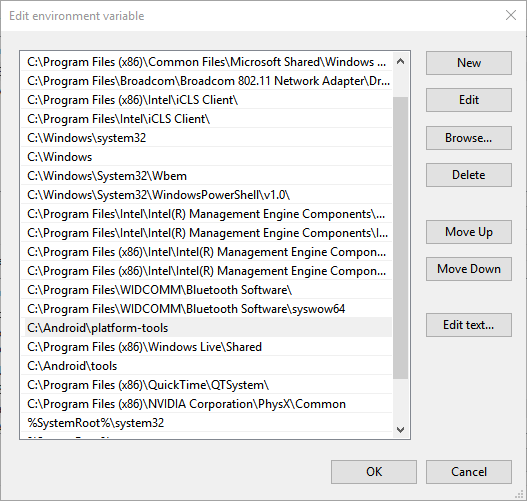 Edit environment variable
C:\Program Files (x86)\Common Files\Microsoft Shared\Windows ...
C:\Program Files\Broadcom\Broadcom 802.11 Network Adapter\Dr...
C:\Program Files (x86)\Intel\iCLS Client\
C:\Program Files\Intel\iCLS Client\
C:\Windows\system32
C:\Windows
C:\Windows\System32\Wbem
C:\Windows\System32\WindowsPowerShell\v1.0\
C:\Program Files\Intel\Intel(R) Management Engine Components\...
C:\Program Files\Intel\Intel(R) Management Engine Components\I...
C:\Program Files (x86)\Intel\Intel(R) Management Engine Compon...
C:\Program Files (x86)\Intel\Intel(R) Management Engine Compon...
C:\Program Files\WIDCOMM\Bluetooth Software\
C:\Program Files\WIDCOMM\Bluetooth Software\syswow64
C:\Android\platform-tools
C:\Program Files (x86)\Windows Live\Shared
C:\Android\tools
C:\Program Files (x86)\QuickTime\QTSystem\
C:\Program Files (x86)\NVIDIA Corporation\PhysX\Common
%SystemRoot%\system32
New
Edit
Browse...
Delete
Move Up
Move Down
Edit text...
OK
Cancel